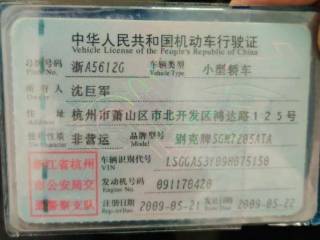 中华人民共和国机动车行驶证
Vehicle License of the People's Republic of China
号牌号码 浙A5612G 车辆类型 小型轿车
Plate No. Vehicle Type
所有人 沈巨军
Owner
住址 杭州市萧山区市北开发区鸿达路125号
使用性质 非营运 品牌型号 别克牌SGM7205ATA
浙江省杭州市公安局交通警察支队
车辆识别代号
VIN
发动机号码 091170420
Engine No.
注册日期 2009-05-21 发证日期 2009-05-22
Register Date Issue Date